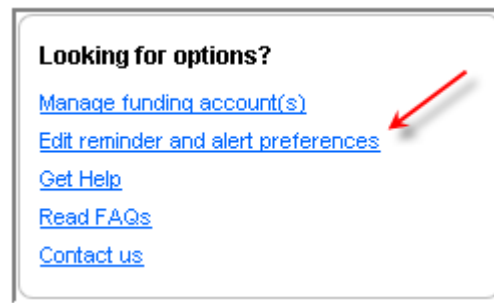 Looking for options?
Manage funding account(s)
Edit reminder and alert preferences
Get Help
Read FAQs
Contact us